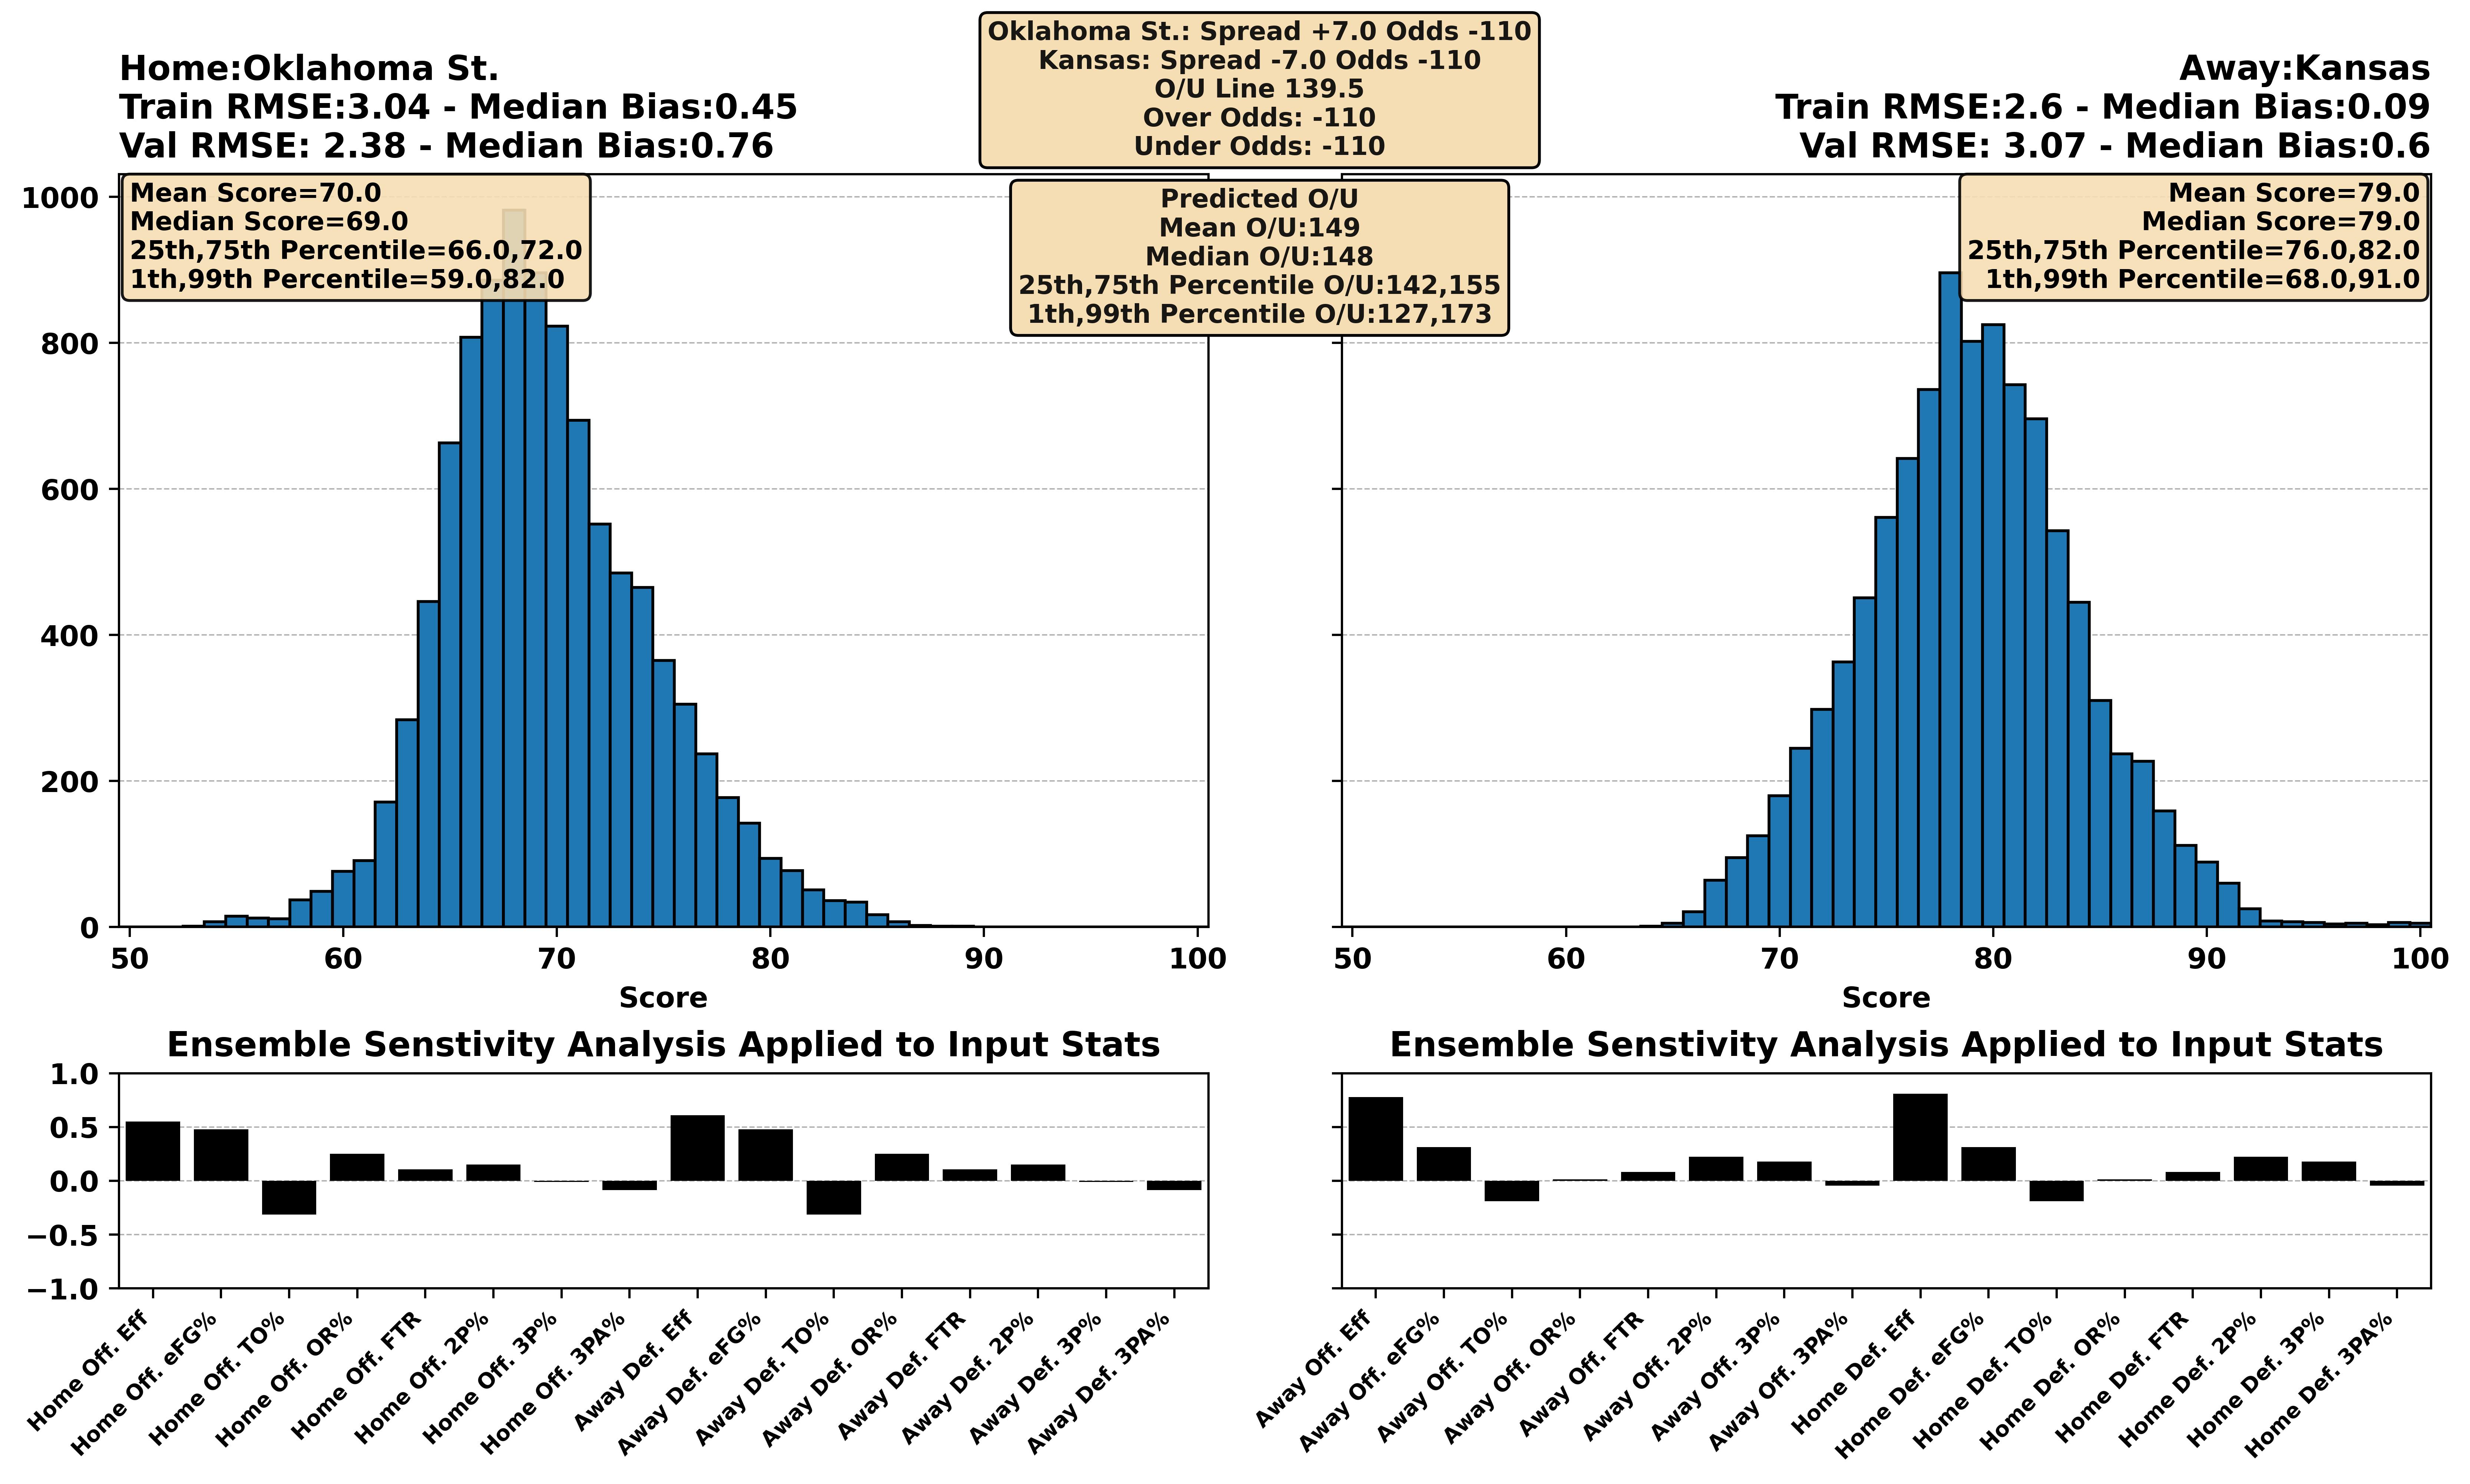 Oklahoma St.: Spread +7.0 Odds -110
Kansas: Spread -7.0 Odds -110
O/U Line 139.5
Over Odds: -110
Under Odds: -110
Home:Oklahoma St.
Train RMSE:3.04 - Median Bias:0.45
Val RMSE: 2.38 - Median Bias:0.76
Away:Kansas
Train RMSE:2.6 - Median Bias:0.09
Val RMSE: 3.07 - Median Bias:0.6
Mean Score=70.0
Median Score=69.0
25th,75th Percentile=66.0,72.0
1th,99th Percentile=59.0,82.0
Predicted O/U
Mean O/U:149
Median O/U:148
25th,75th Percentile O/U:142,155
1th,99th Percentile O/U:127,173
Mean Score=79.0
Median Score=79.0
25th,75th Percentile=76.0,82.0
1th,99th Percentile=68.0,91.0
1000
800
600
400
200
0
50 60 70 80 90 100
Score
50 60 70 80 90 100
Score
Ensemble Senstivity Analysis Applied to Input Stats
Ensemble Senstivity Analysis Applied to Input Stats
1.0
0.5
0.0
−0.5
−1.0
Home Off. Eff
Home Off. eFG%
Home Off. TO%
Home Off. OR%
Home Off. FTR
Home Off. 2P%
Home Off. 3P%
Home Off. 3PA%
Away Def. Eff
Away Def. eFG%
Away Def. TO%
Away Def. OR%
Away Def. FTR
Away Def. 2P%
Away Def. 3P%
Away Def. 3PA%
Away Off. Eff
Away Off. eFG%
Away Off. TO%
Away Off. OR%
Away Off. FTR
Away Off. 2P%
Away Off. 3P%
Away Off. 3PA%
Home Def. Eff
Home Def. eFG%
Home Def. TO%
Home Def. OR%
Home Def. FTR
Home Def. 2P%
Home Def. 3P%
Home Def. 3PA%